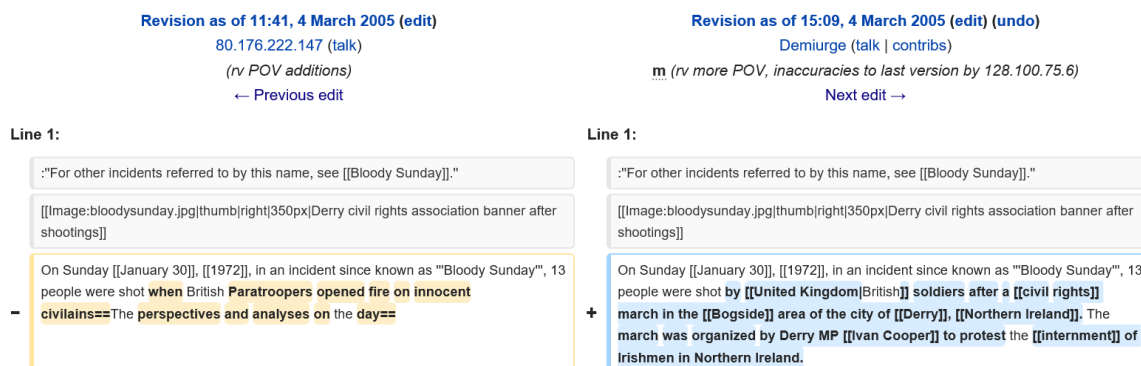 Revision as of 11:41, 4 March 2005 (edit)
80.176.222.147 (talk)
(rv POV additions)
← Previous edit
Revision as of 15:09, 4 March 2005 (edit) (undo)
Demiurge (talk | contribs)
m (rv more POV, inaccuracies to last version by 128.100.75.6)
Next edit →
Line 1:
Line 1:
:''For other incidents referred to by this name, see [[Bloody Sunday]].''
:''For other incidents referred to by this name, see [[Bloody Sunday]].''
[[Image:bloodysunday.jpg|thumb|right|350px|Derry civil rights association banner after
shootings]]
[[Image:bloodysunday.jpg|thumb|right|350px|Derry civil rights association banner after
shootings]]
−
On Sunday [[January 30]], [[1972]], in an incident since known as '''Bloody Sunday''', 13
people were shot when British Paratroopers opened fire on innocent
civilains==The perspectives and analyses on the day==
+
On Sunday [[January 30]], [[1972]], in an incident since known as '''Bloody Sunday''', 13
people were shot by [[United Kingdom|British]] soldiers after a [[civil rights]]
march in the [[Bogside]] area of the city of [[Derry]], [[Northern Ireland]]. The
march was organized by Derry MP [[Ivan Cooper]] to protest the [[internment]] of
Irishmen in Northern Ireland.